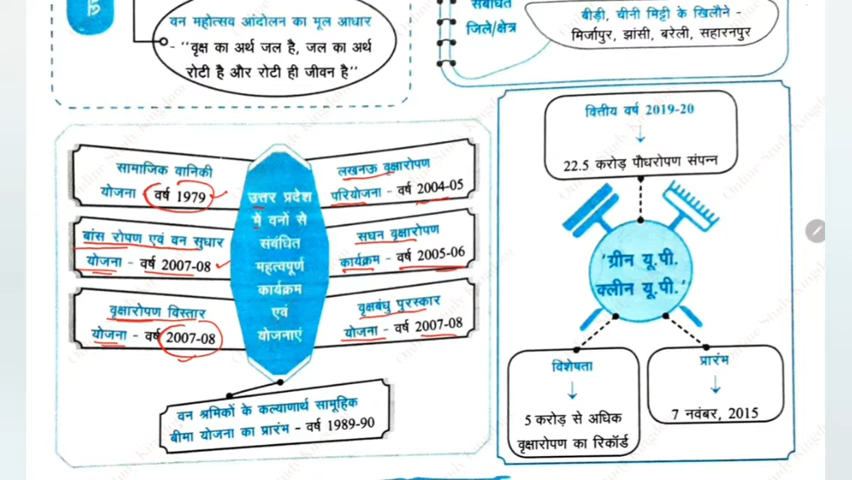 वन महोत्सव आंदोलन का मूल आधार
- "वृक्ष का अर्थ जल है, जल का अर्थ
रोटी है और रोटी ही जीवन है"
संबंधित
जिले/क्षेत्र
बीड़ी, चीनी मिट्टी के खिलौने -
मिर्जापुर, झांसी, बरेली, सहारनपुर
सामाजिक वानिकी
योजना - वर्ष 1979
बांस रोपण एवं वन सुधार
योजना - वर्ष 2007-08
वृक्षारोपण विस्तार
योजना - वर्ष 2007-08
उत्तर प्रदेश
में वनों से
संबंधित
महत्वपूर्ण
कार्यक्रम
एवं
योजनाएं
लखनऊ वृक्षारोपण
परियोजना - वर्ष 2004-05
सघन वृक्षारोपण
कार्यक्रम - वर्ष 2005-06
वृक्षबंधु पुरस्कार
योजना - वर्ष 2007-08
वन श्रमिकों के कल्याणार्थ सामूहिक
बीमा योजना का प्रारंभ - वर्ष 1989-90
वित्तीय वर्ष 2019-20
22.5 करोड़ पौधरोपण संपन्न
'ग्रीन यू.पी.
क्लीन यू.पी.'
विशेषता
5 करोड़ से अधिक
वृक्षारोपण का रिकॉर्ड
प्रारंभ
7 नवंबर, 2015